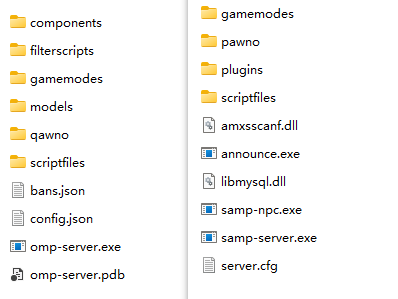 components
filterscripts
gamemodes
models
qawno
scriptfiles
bans.json
config.json
omp-server.exe
omp-server.pdb
gamemodes
pawno
plugins
scriptfiles
amxsscanf.dll
announce.exe
libmysql.dll
samp-npc.exe
samp-server.exe
server.cfg